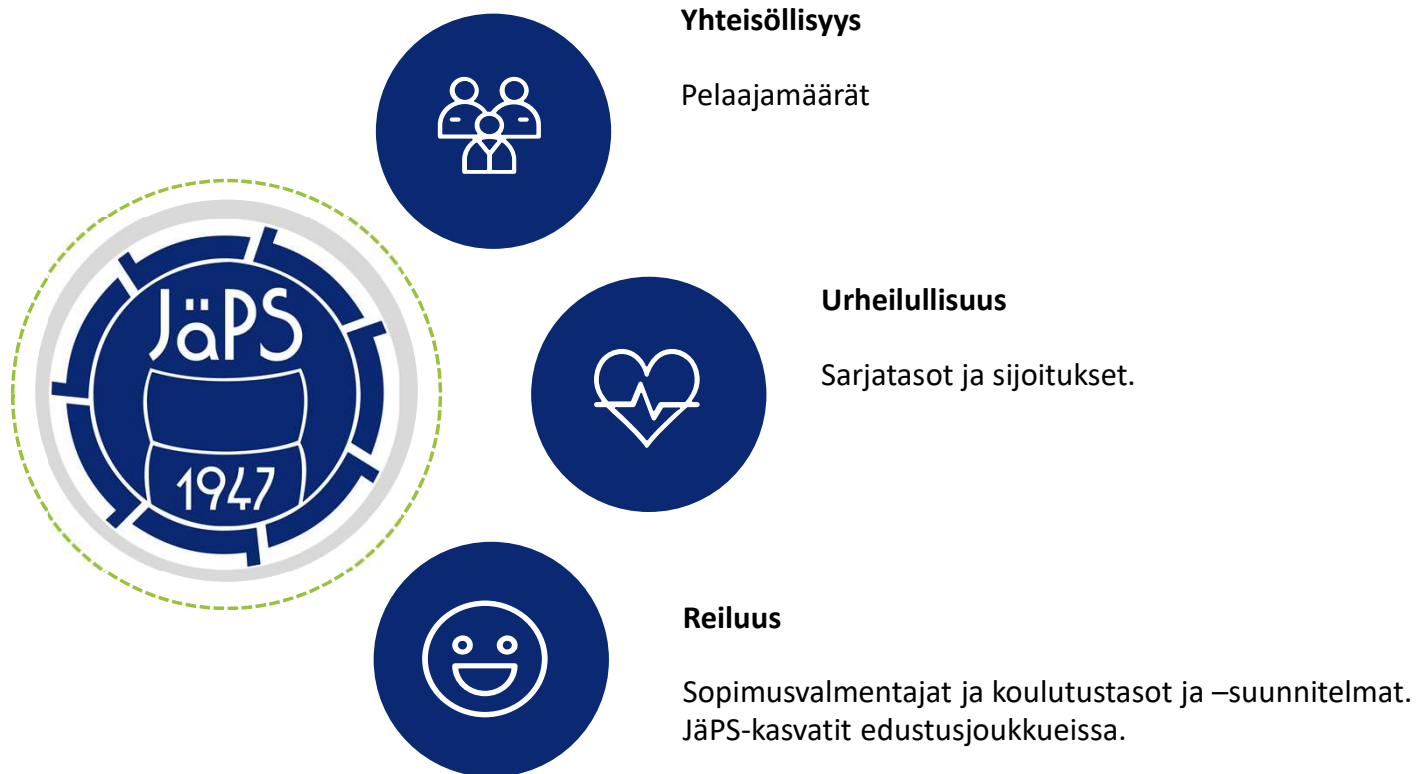 Yhteisöllisyys
Pelaajamäärät
JäPS
1947
Urheilullisuus
Sarjatasot ja sijoitukset.
Reiluus
Sopimusvalmentajat ja koulutustasot ja –suunnitelmat.
JäPS-kasvatit edustusjoukkueissa.